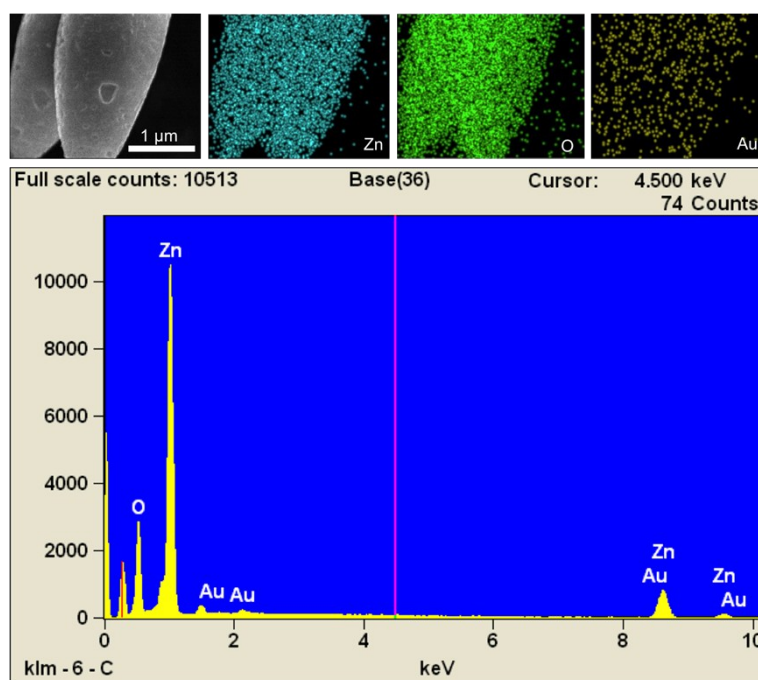 1 µm
Zn
O
Au
Full scale counts: 10513 Base(36) Cursor: 4.500 keV
74 Counts
Zn
10000
8000
6000
4000
O
2000
Au Au
Zn
Au
Zn
Au
0
0 2 4 6 8 10
klm - 6 - C keV